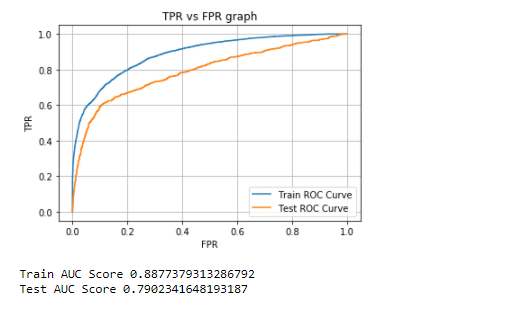 TPR vs FPR graph
1.0
0.8
0.6
0.4
0.2
0.0
TPR
0.0 0.2 0.4 0.6 0.8 1.0
FPR
Train ROC Curve
Test ROC Curve
Train AUC Score 0.8877379313286792
Test AUC Score 0.7902341648193187